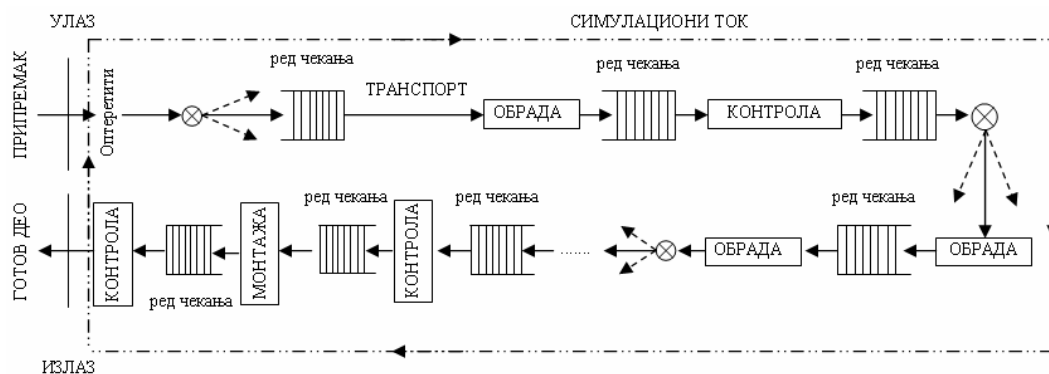 УЛАЗ
СИМУЛАЦИОНИ ТОК
ПРИПРЕМАК
Оптеретити
ред чекања
ТРАНСПОРТ
ОБРАДА
ред чекања
КОНТРОЛА
ред чекања
ГОТОВ ДЕО
КОНТРОЛА
ред чекања
МОНТАЖА
ред чекања
КОНТРОЛА
ред чекања
........
ОБРАДА
ред чекања
ОБРАДА
ИЗЛАЗ